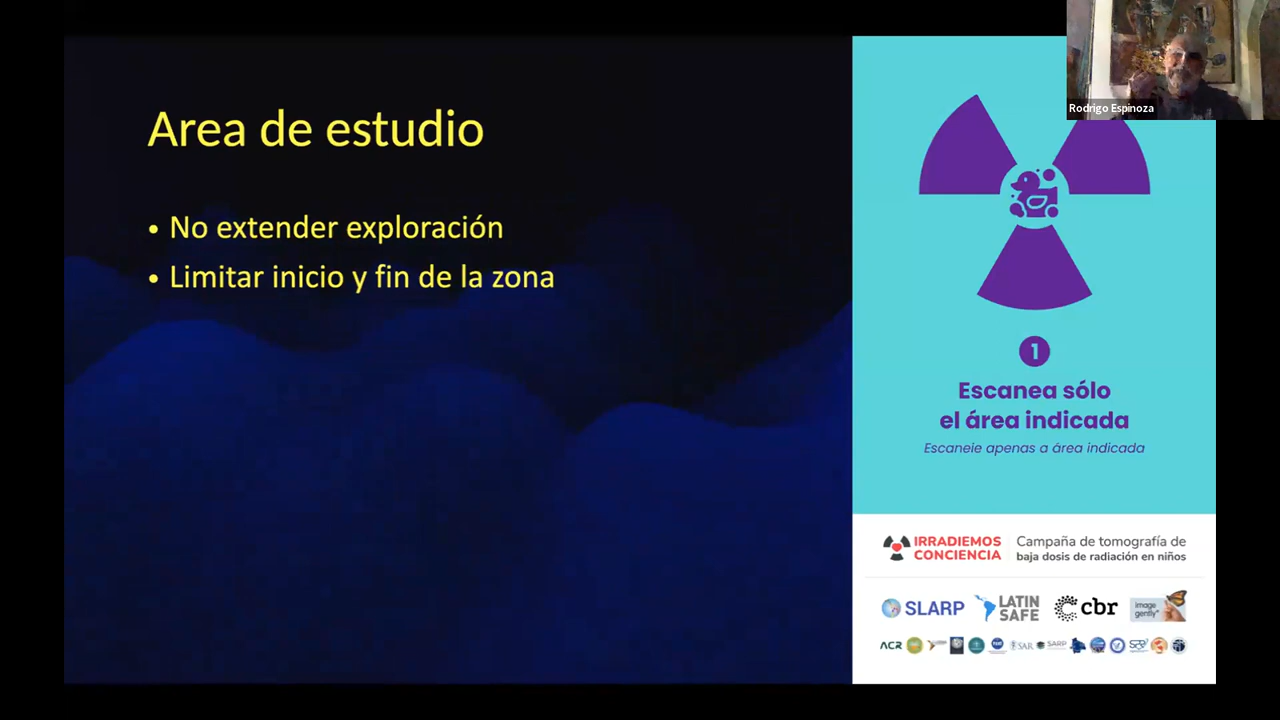 Area de estudio
• No extender exploración
• Limitar inicio y fin de la zona
Rodrigo Espinoza
1
Escanea sólo
el área indicada
Escaneie apenas a área indicada
IRRADIEMOS
CONCIENCIA
Campaña de tomografía de
baja dosis de radiación en niños
SLARP
LATIN
SAFE
cbr
image
gently
ACR
SAR
SARP